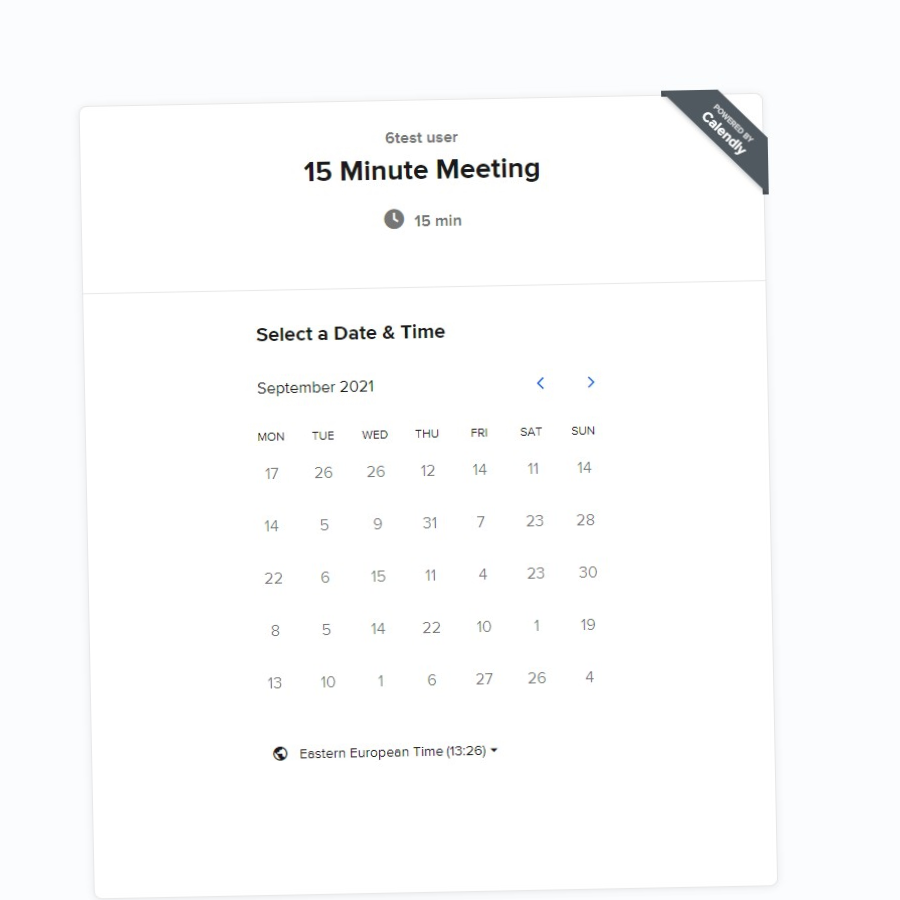 POWERED BY
Calendly
6test user
15 Minute Meeting
15 min
Select a Date & Time
September 2021
MON TUE WED THU FRI SAT SUN
17 26 26 12 14 11 14
14 5 9 31 7 23 28
22 6 15 11 4 23 30
8 5 14 22 10 1 19
13 10 1 6 27 26 4
Eastern European Time (13:26)